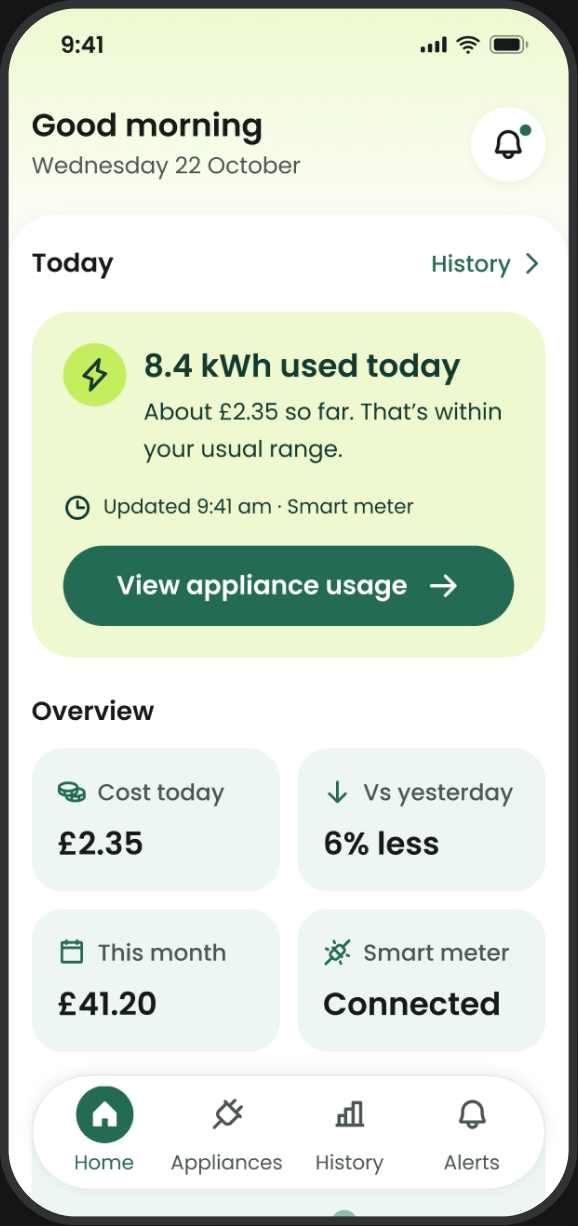 9:41
Good morning
Wednesday 22 October
Today
History
8.4 kWh used today
About £2.35 so far. That’s within
your usual range.
Updated 9:41 am · Smart meter
View appliance usage
Overview
Cost today
£2.35
Vs yesterday
6% less
This month
£41.20
Smart meter
Connected
Home
Appliances
History
Alerts